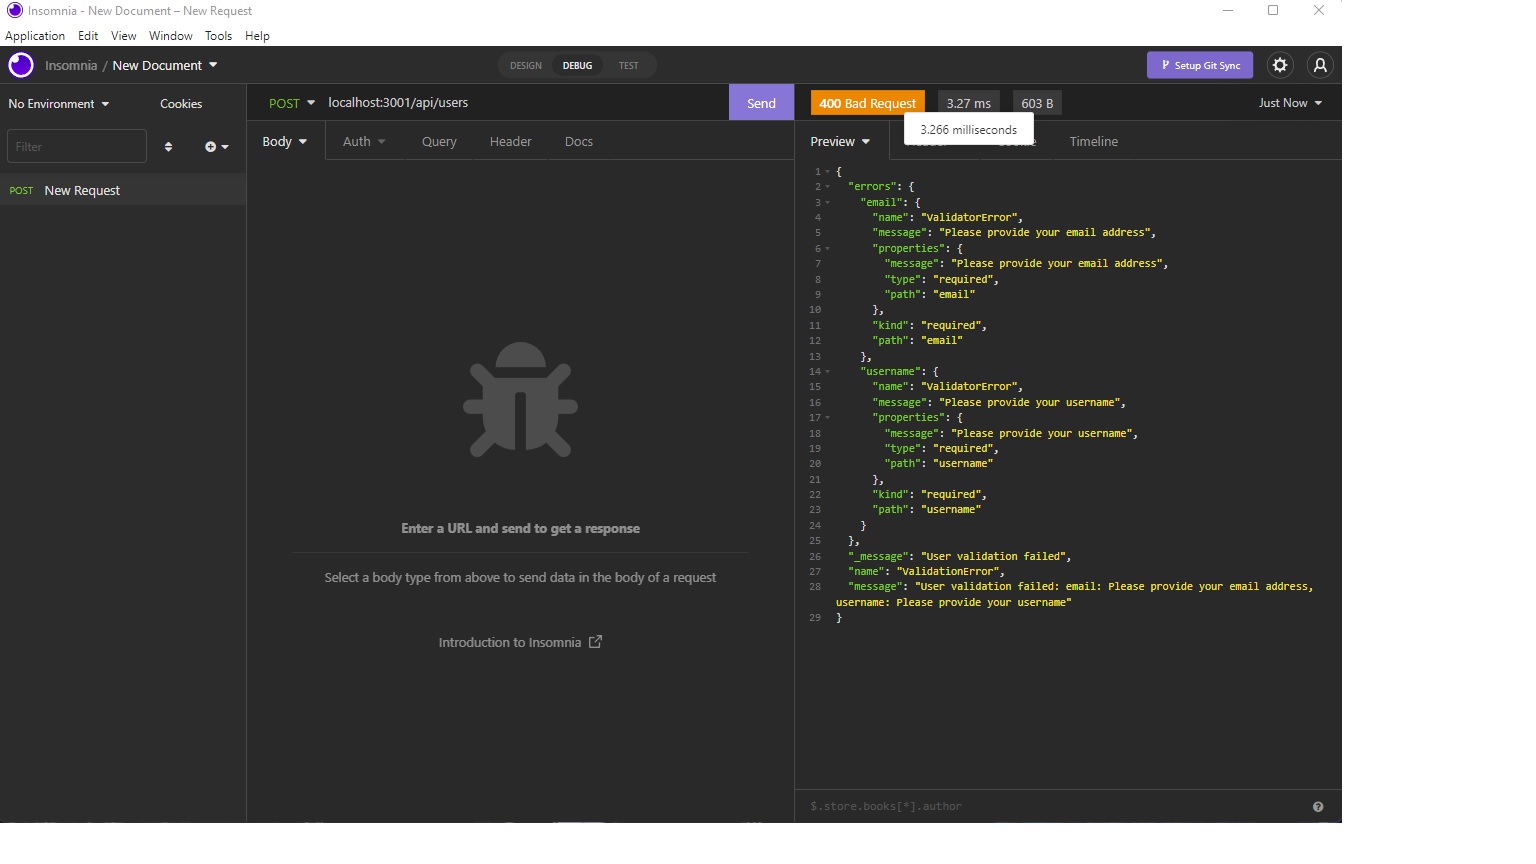 Insomnia - New Document – New Request
Application Edit View Window Tools Help
Insomnia / New Document
DESIGN DEBUG TEST
Setup Git Sync
No Environment Cookies
POST localhost:3001/api/users
Send
400 Bad Request 3.27 ms 603 B
Just Now
3.266 milliseconds
Filter
Body Auth Query Header Docs
Preview Timeline
POST New Request
Enter a URL and send to get a response
Select a body type from above to send data in the body of a request
Introduction to Insomnia
1 {
2 "errors": {
3 "email": {
4 "name": "ValidatorError",
5 "message": "Please provide your email address",
6 "properties": {
7 "message": "Please provide your email address",
8 "type": "required",
9 "path": "email"
10 },
11 "kind": "required",
12 "path": "email"
13 },
14 "username": {
15 "name": "ValidatorError",
16 "message": "Please provide your username",
17 "properties": {
18 "message": "Please provide your username",
19 "type": "required",
20 "path": "username"
21 },
22 "kind": "required",
23 "path": "username"
24 }
25 },
26 "_message": "User validation failed",
27 "name": "ValidationError",
28 "message": "User validation failed: email: Please provide your email address,
username: Please provide your username"
29 }
$.store.books[*].author